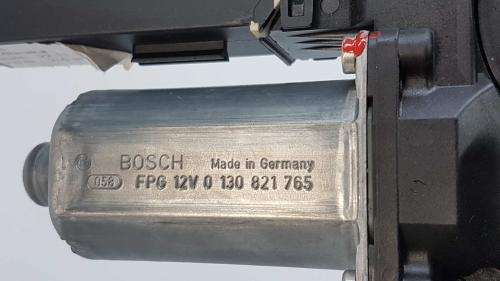 BOSCH Made in Germany
058 FPG 12V 0 130 821 765